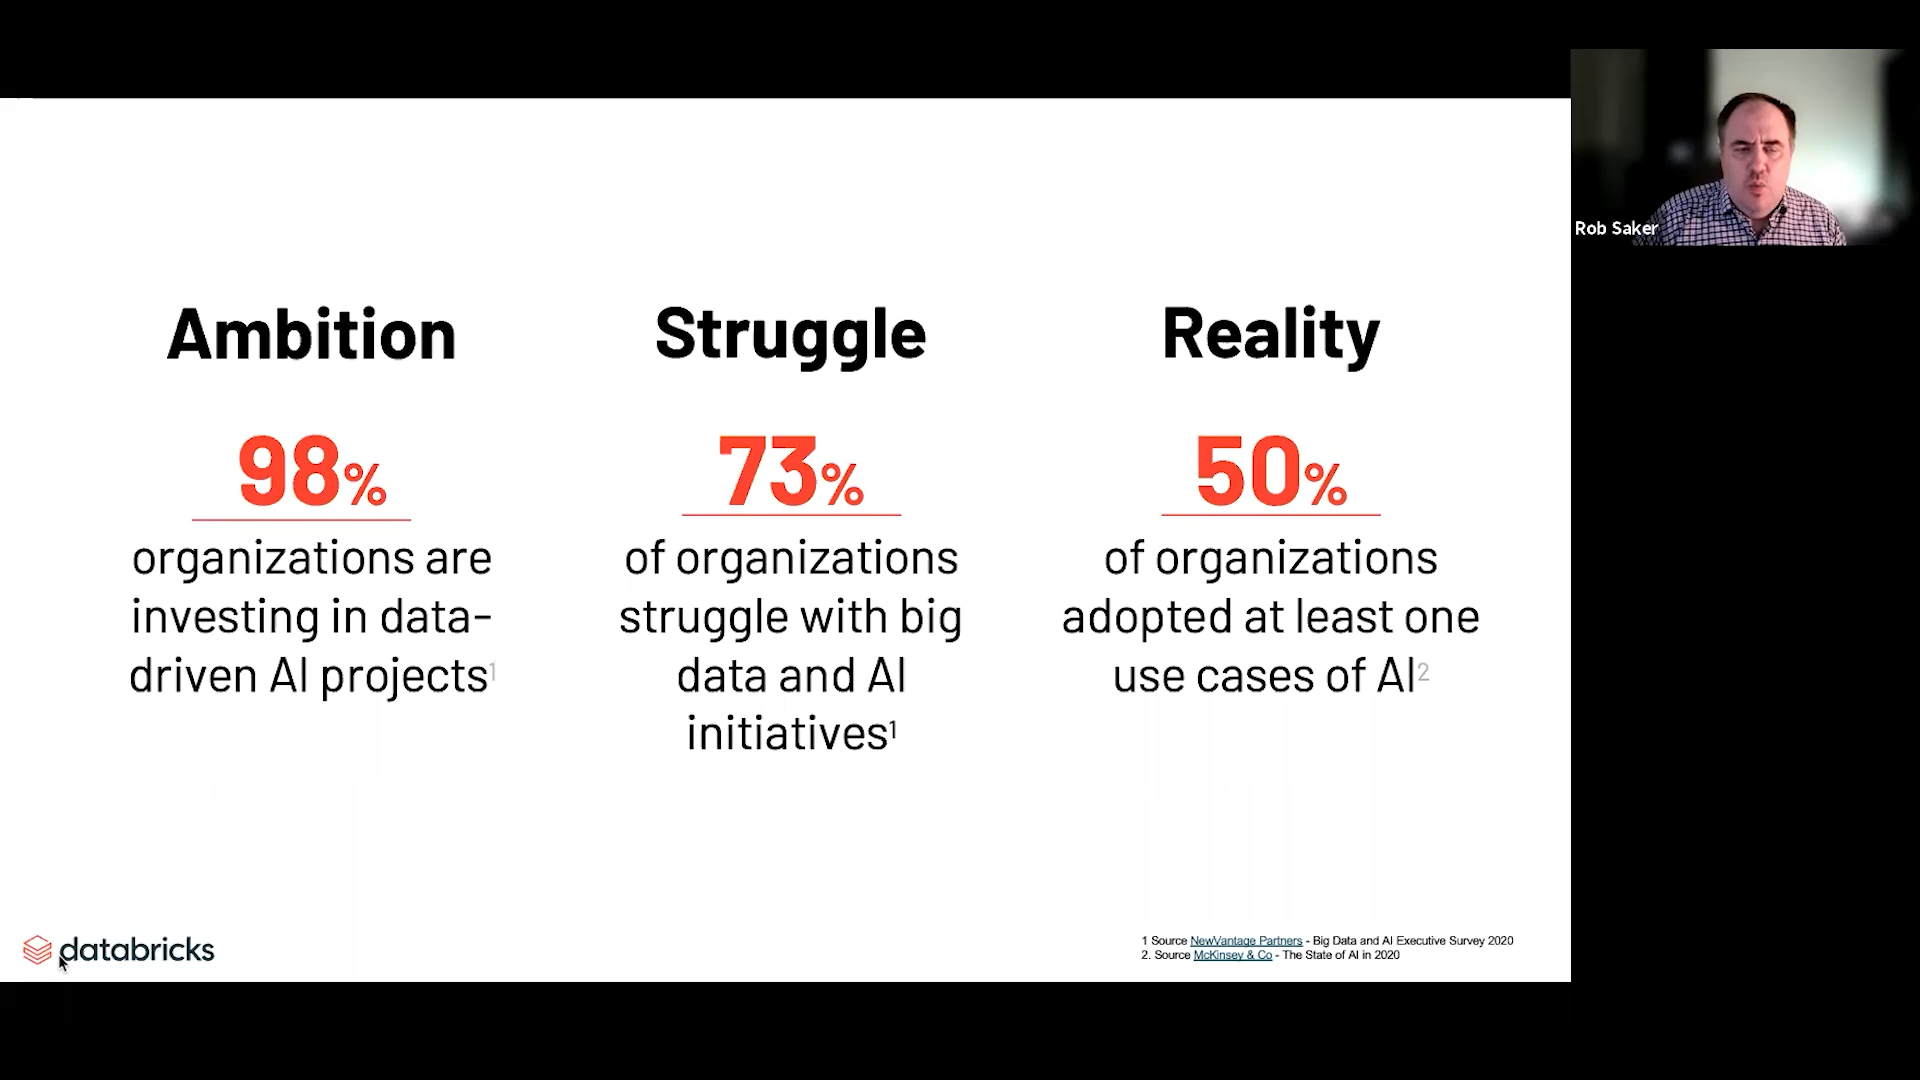 Ambition
98%
organizations are
investing in data-
driven AI projects¹
Struggle
73%
of organizations
struggle with big
data and AI
initiatives¹
Reality
50%
of organizations
adopted at least one
use cases of AI²
databricks
1 Source NewVantage Partners - Big Data and AI Executive Survey 2020
2. Source McKinsey & Co - The State of AI in 2020
Rob Saker